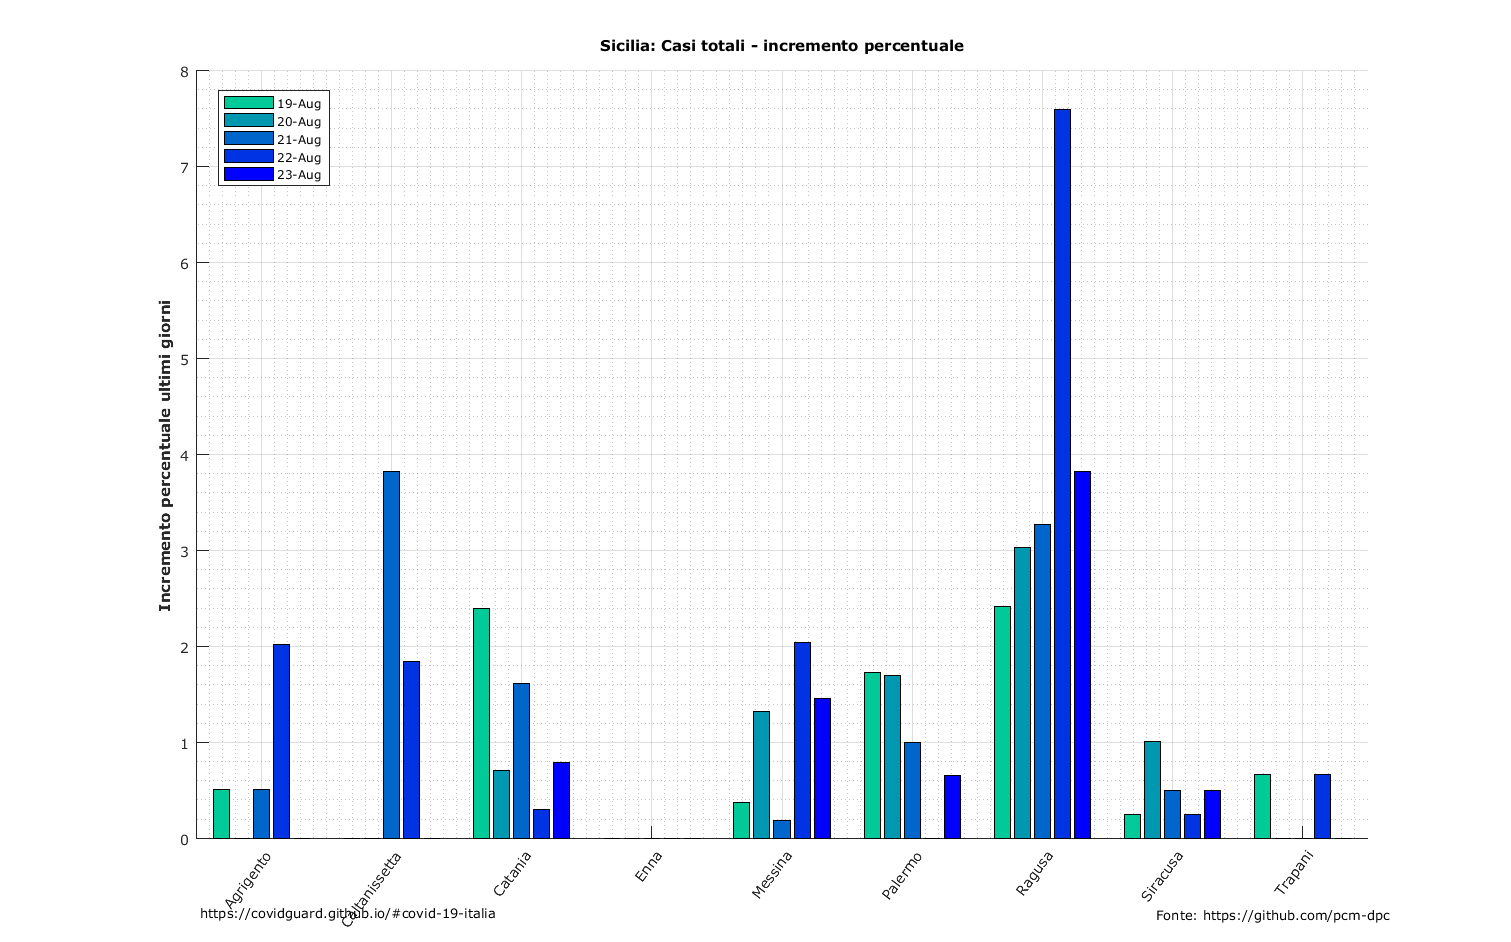 Sicilia: Casi totali - incremento percentuale
Incremento percentuale ultimi giorni
8
7
6
5
4
3
2
1
0
19-Aug
20-Aug
21-Aug
22-Aug
23-Aug
Agrigento
Caltanissetta
Catania
Enna
Messina
Palermo
Ragusa
Siracusa
Trapani
https://covidguard.github.io/#covid-19-italia
Fonte: https://github.com/pcm-dpc